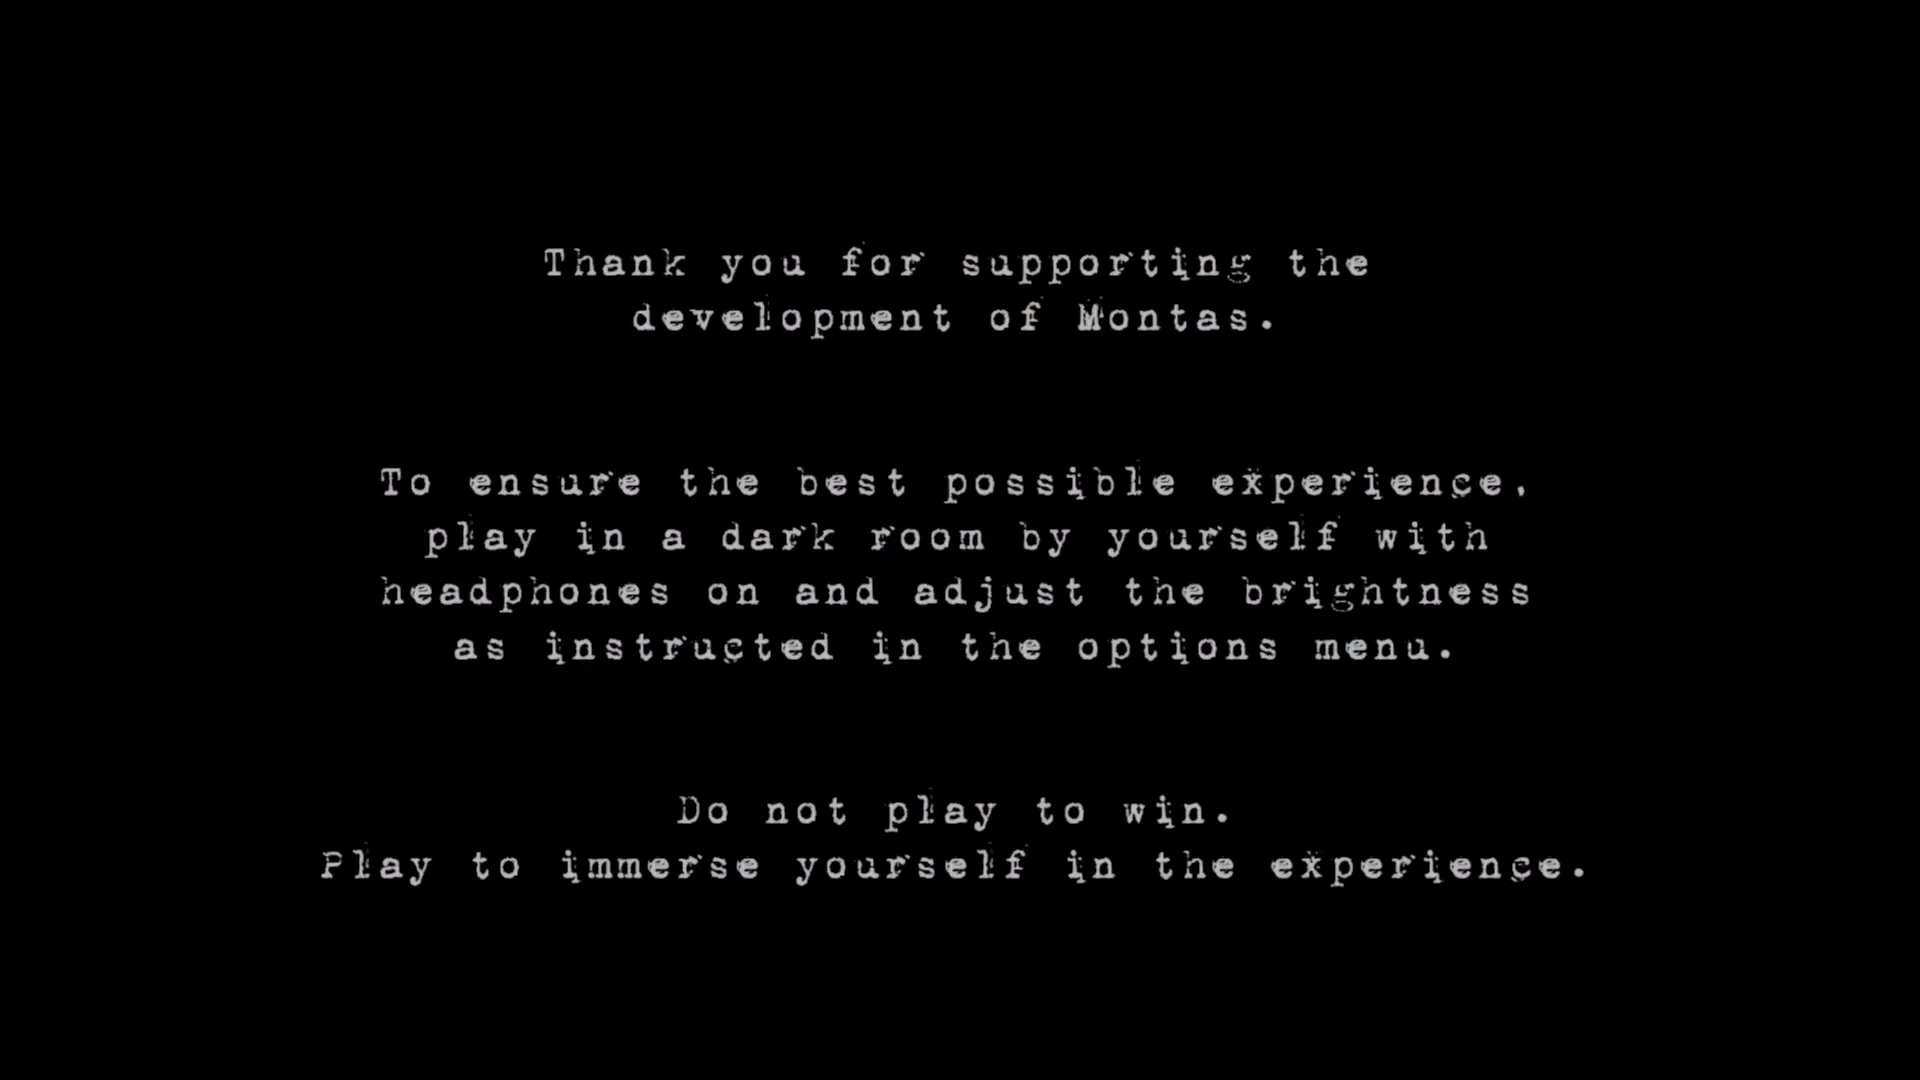 Thank you for supporting the
development of Montas.
To ensure the best possible experience,
play in a dark room by yourself with
headphones on and adjust the brightness
as instructed in the options menu.
Do not play to win.
Play to immerse yourself in the experience.